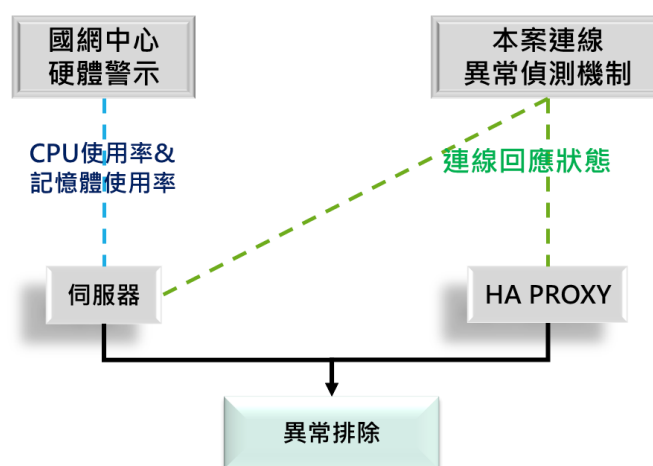 國網中心
硬體警示
本案連線
異常偵測機制
CPU使用率&
記憶體使用率
連線回應狀態
伺服器
HA PROXY
異常排除